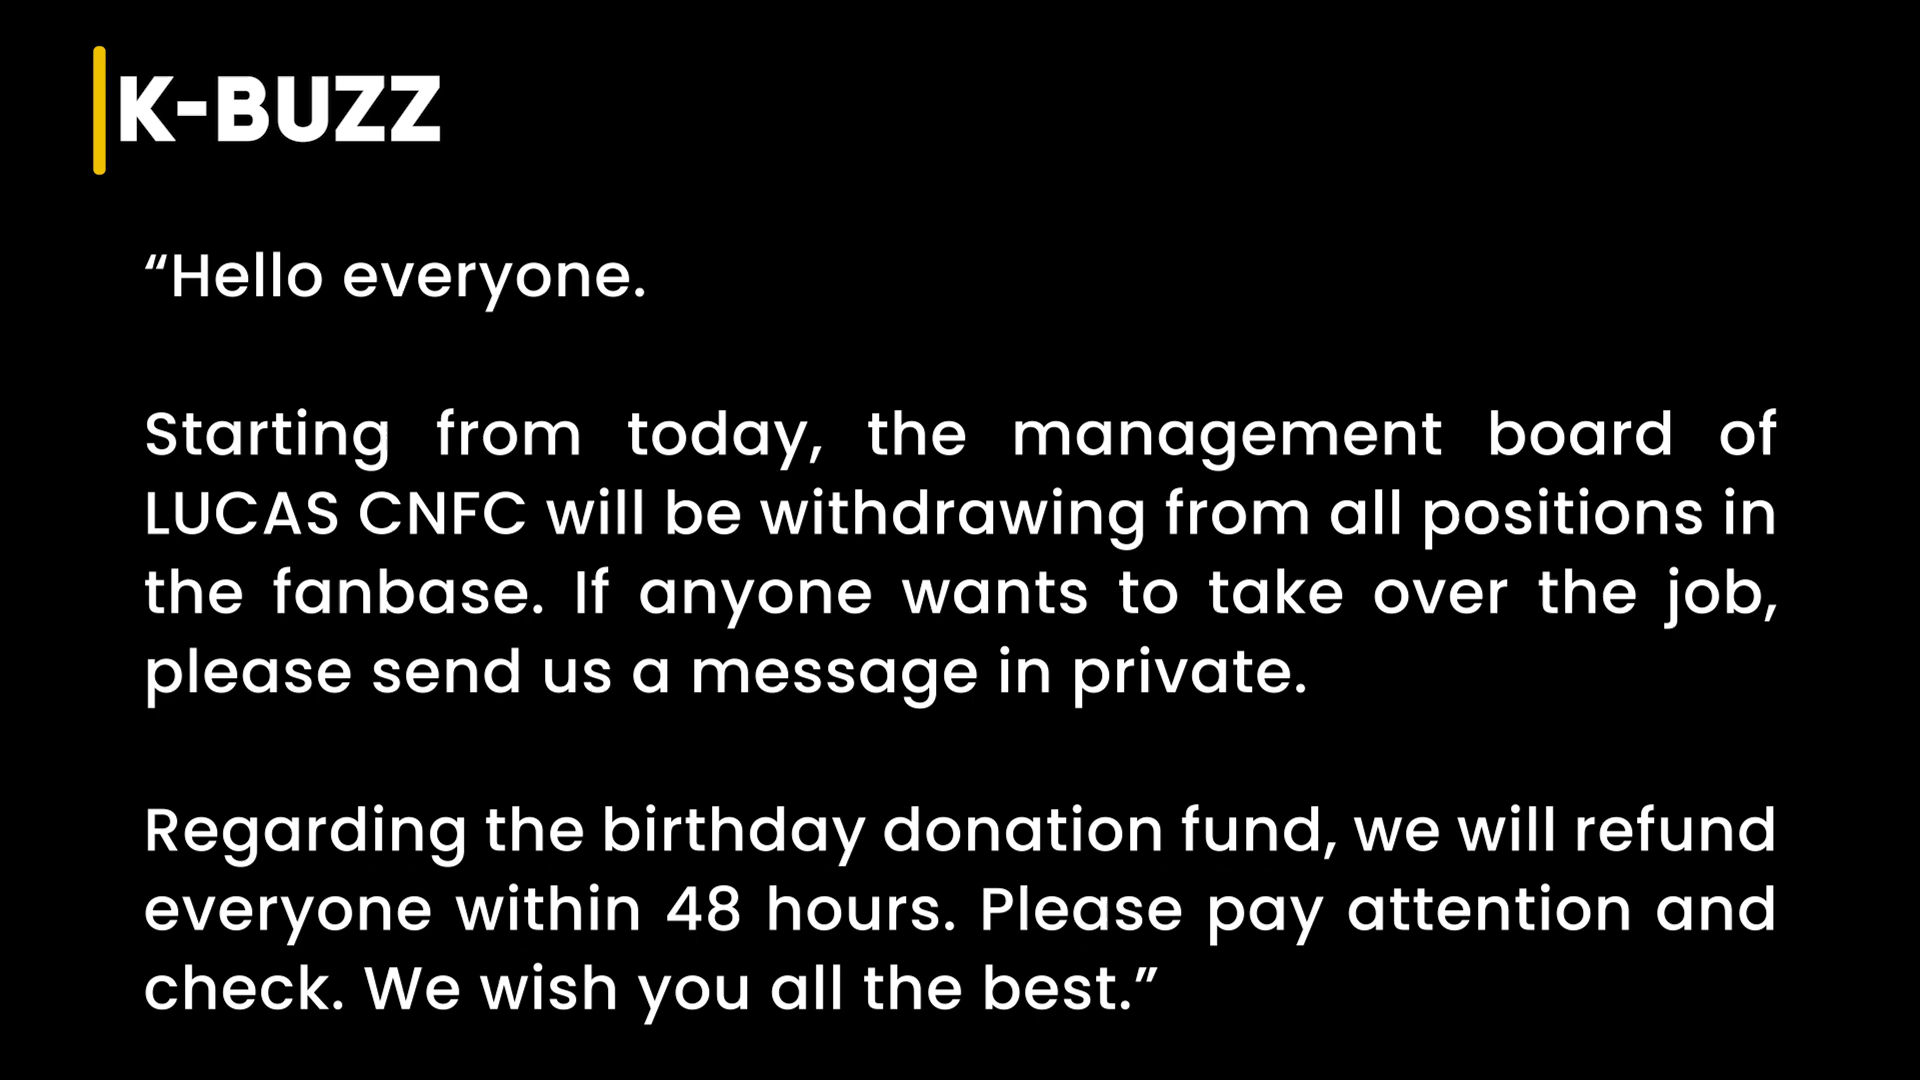 K-BUZZ
“Hello everyone.
Starting from today, the management board of
LUCAS CNFC will be withdrawing from all positions in
the fanbase. If anyone wants to take over the job,
please send us a message in private.
Regarding the birthday donation fund, we will refund
everyone within 48 hours. Please pay attention and
check. We wish you all the best.”